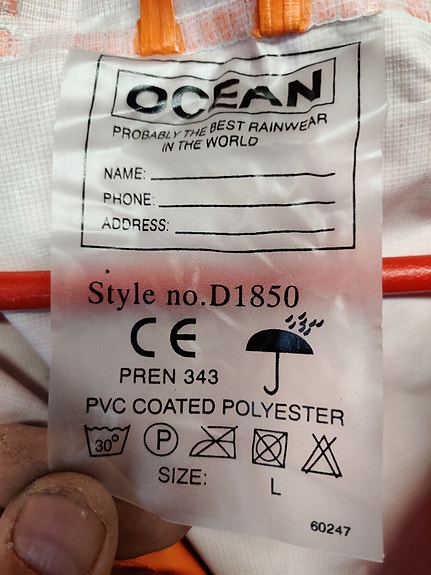 OCEAN
PROBABLY THE BEST RAINWEAR
IN THE WORLD
NAME:
PHONE:
ADDRESS:
Style no.D1850
CE
PREN 343
PVC COATED POLYESTER
30°
P
SIZE: L
60247